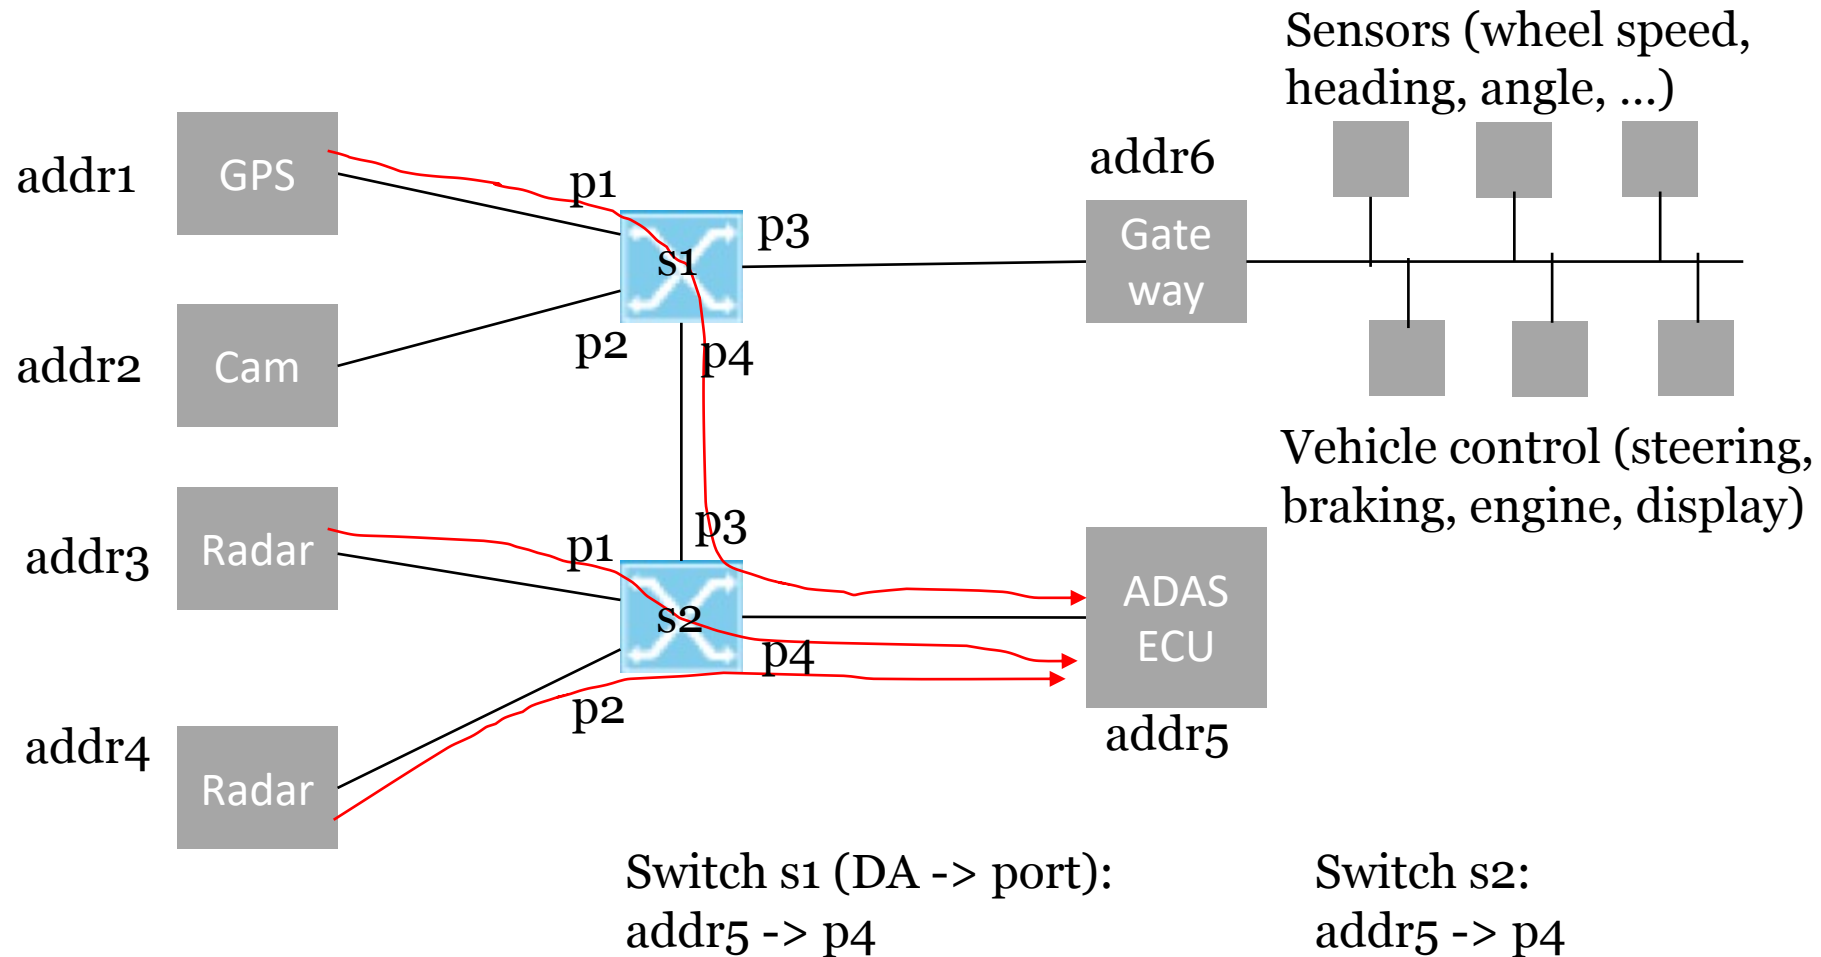 Sensors (wheel speed,
heading, angle, ...)
addr1
GPS
p1
addr6
s1
p3
Gate
way
addr2
Cam
p2
p4
Vehicle control (steering,
braking, engine, display)
addr3
Radar
p1
p3
s2
ADAS
ECU
p4
p2
addr5
addr4
Radar
Switch s1 (DA -> port):
addr5 -> p4
Switch s2:
addr5 -> p4